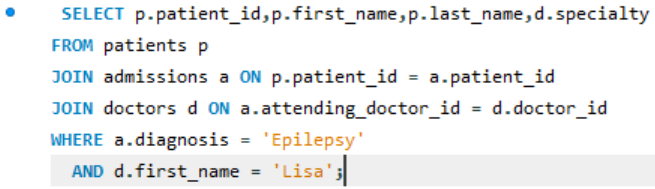 SELECT p.patient_id,p.first_name,p.last_name,d.specialty
FROM patients p
JOIN admissions a ON p.patient_id = a.patient_id
JOIN doctors d ON a.attending_doctor_id = d.doctor_id
WHERE a.diagnosis = 'Epilepsy'
AND d.first_name = 'Lisa';